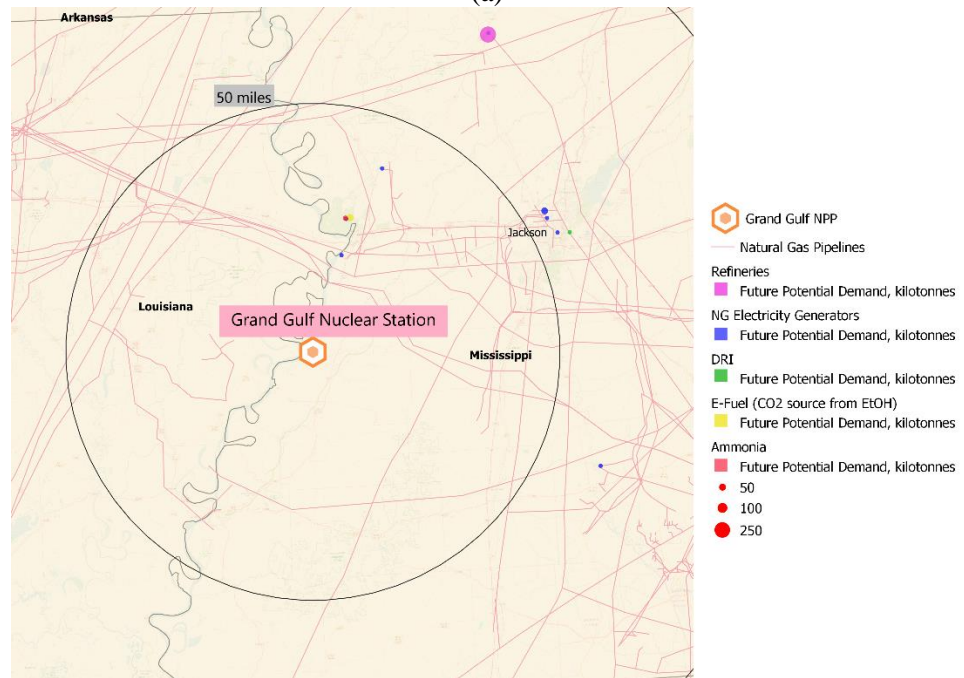 (a)
Arkansas
50 miles
Jackson
Louisiana
Grand Gulf Nuclear Station
Mississippi
Grand Gulf NPP
Natural Gas Pipelines
Refineries
Future Potential Demand, kilotonnes
NG Electricity Generators
Future Potential Demand, kilotonnes
DRI
Future Potential Demand, kilotonnes
E-Fuel (CO2 source from EtOH)
Future Potential Demand, kilotonnes
Ammonia
Future Potential Demand, kilotonnes
50
100
250